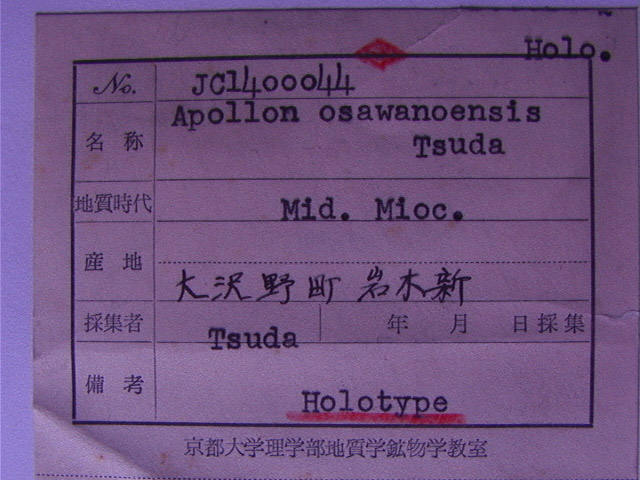 Holo.
No. JC1400044
名称 Apollon osawanoensis
Tsuda
地質時代 Mid. Mioc.
産地 大沢野町 岩木新
採集者 Tsuda 年 月 日採集
備考 Holotype
京都大学理学部地質学鉱物学教室